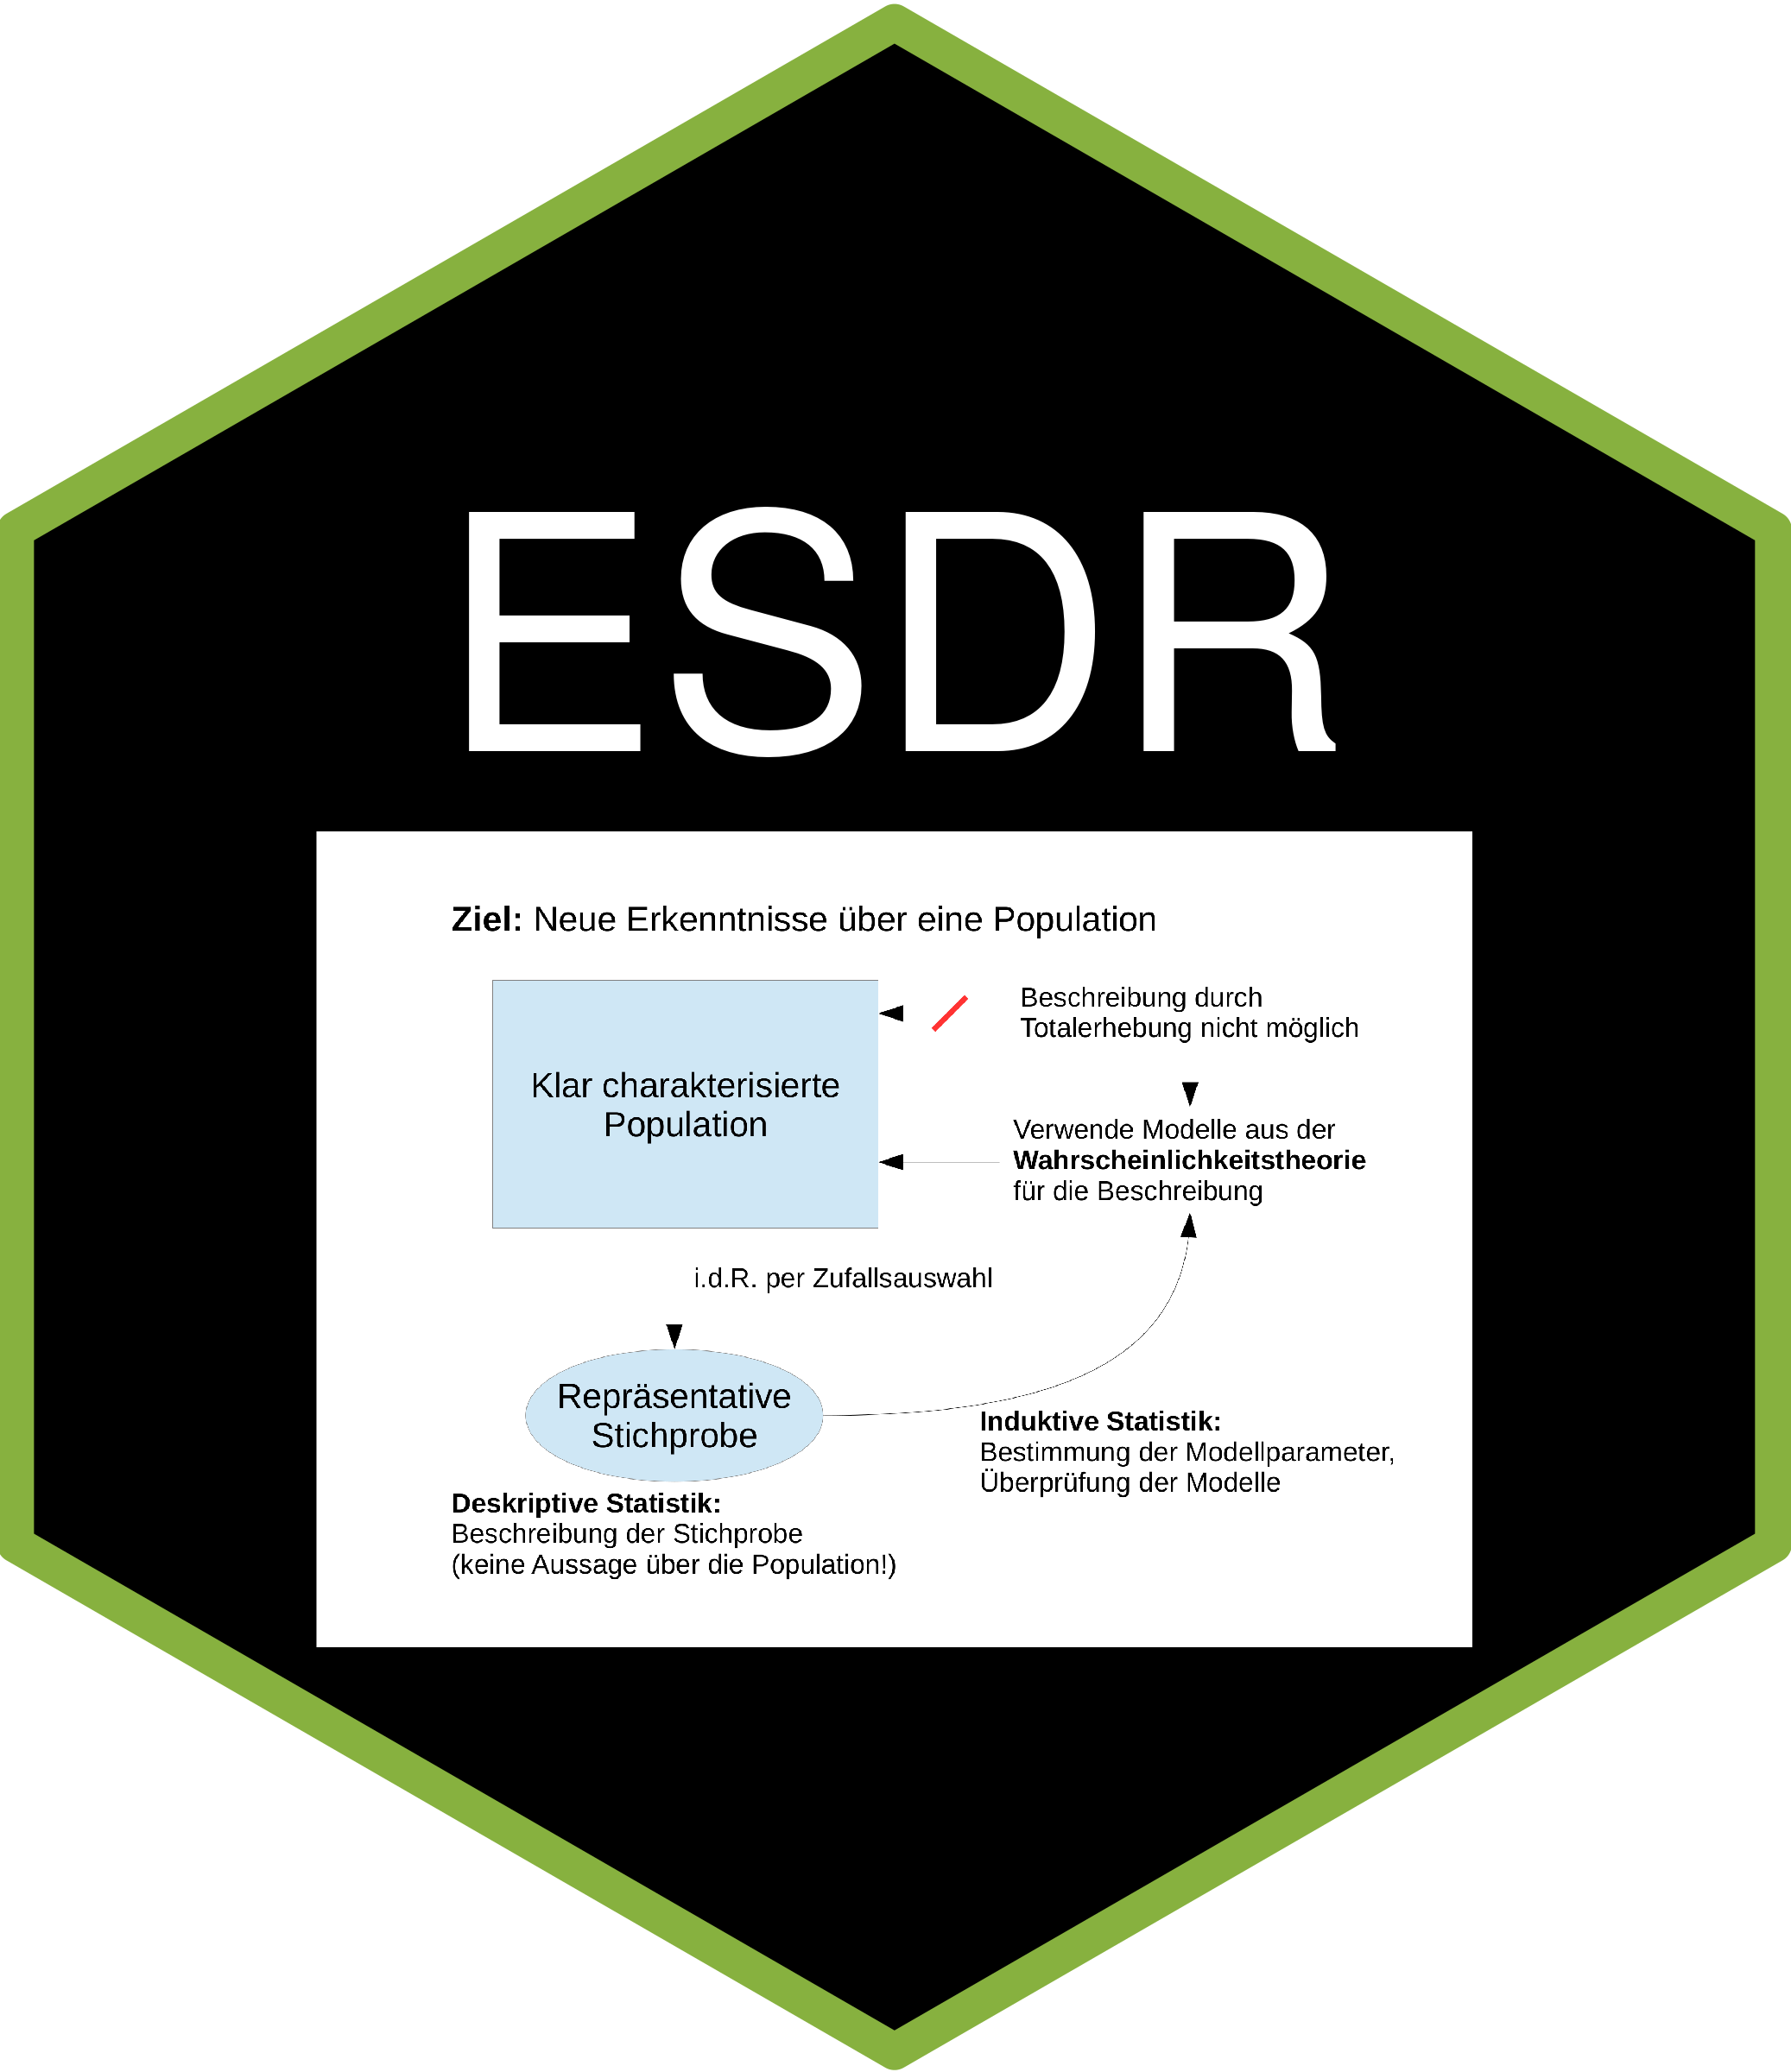 ESDR
Ziel: Neue Erkenntnisse über eine Population
Klar charakterisierte
Population
Beschreibung durch
Totalerhebung nicht möglich
Verwende Modelle aus der
Wahrscheinlichkeitstheorie
für die Beschreibung
i.d.R. per Zufallsauswahl
Repräsentative
Stichprobe
Induktive Statistik:
Bestimmung der Modellparameter,
Überprüfung der Modelle
Deskriptive Statistik:
Beschreibung der Stichprobe
(keine Aussage über die Population!)